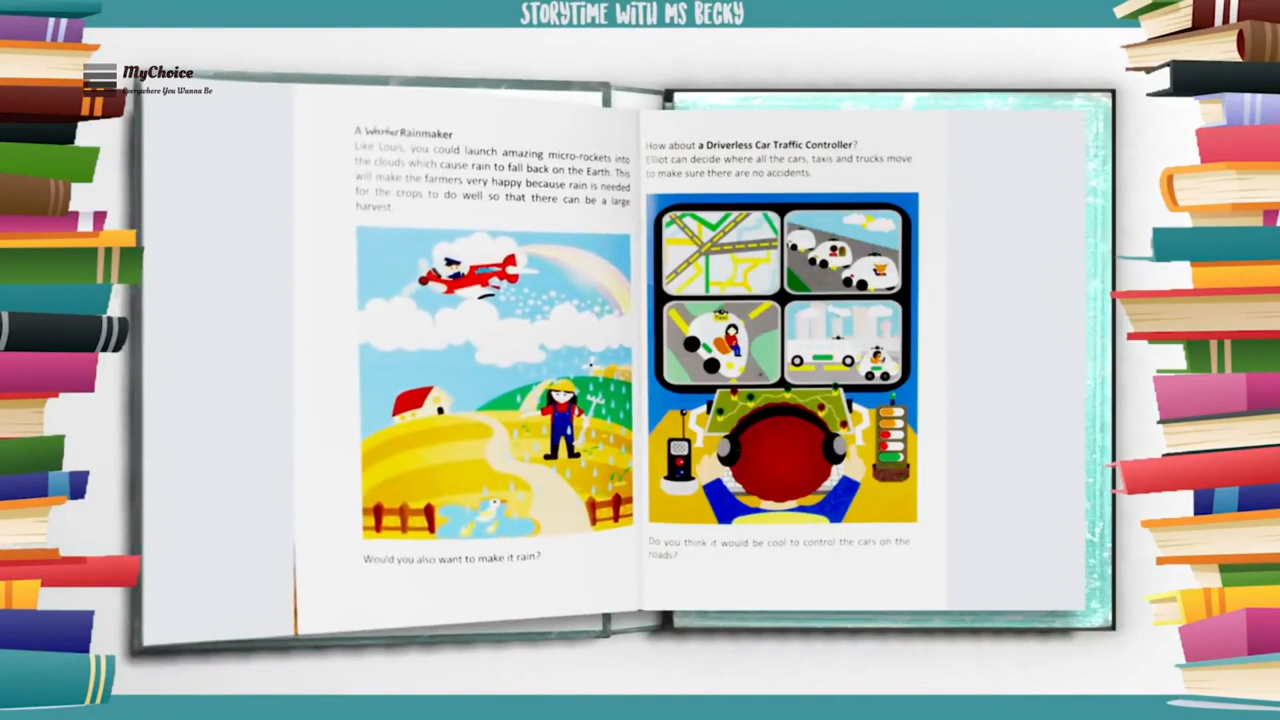 STORYTIME WITH MS BECKY
MyChoice
Everywhere You Wanna Be
A Weather Rainmaker
Like Louis, you could launch amazing micro-rockets into
the clouds which cause rain to fall back on the Earth. This
will make the farmers very happy because rain is needed
for the crops to do well so that there can be a large
harvest.
Would you also want to make it rain?
How about a Driverless Car Traffic Controller?
Elliot can decide where all the cars, taxis and trucks move
to make sure there are no accidents.
TAXI
Do you think it would be cool to control the cars on the
roads?